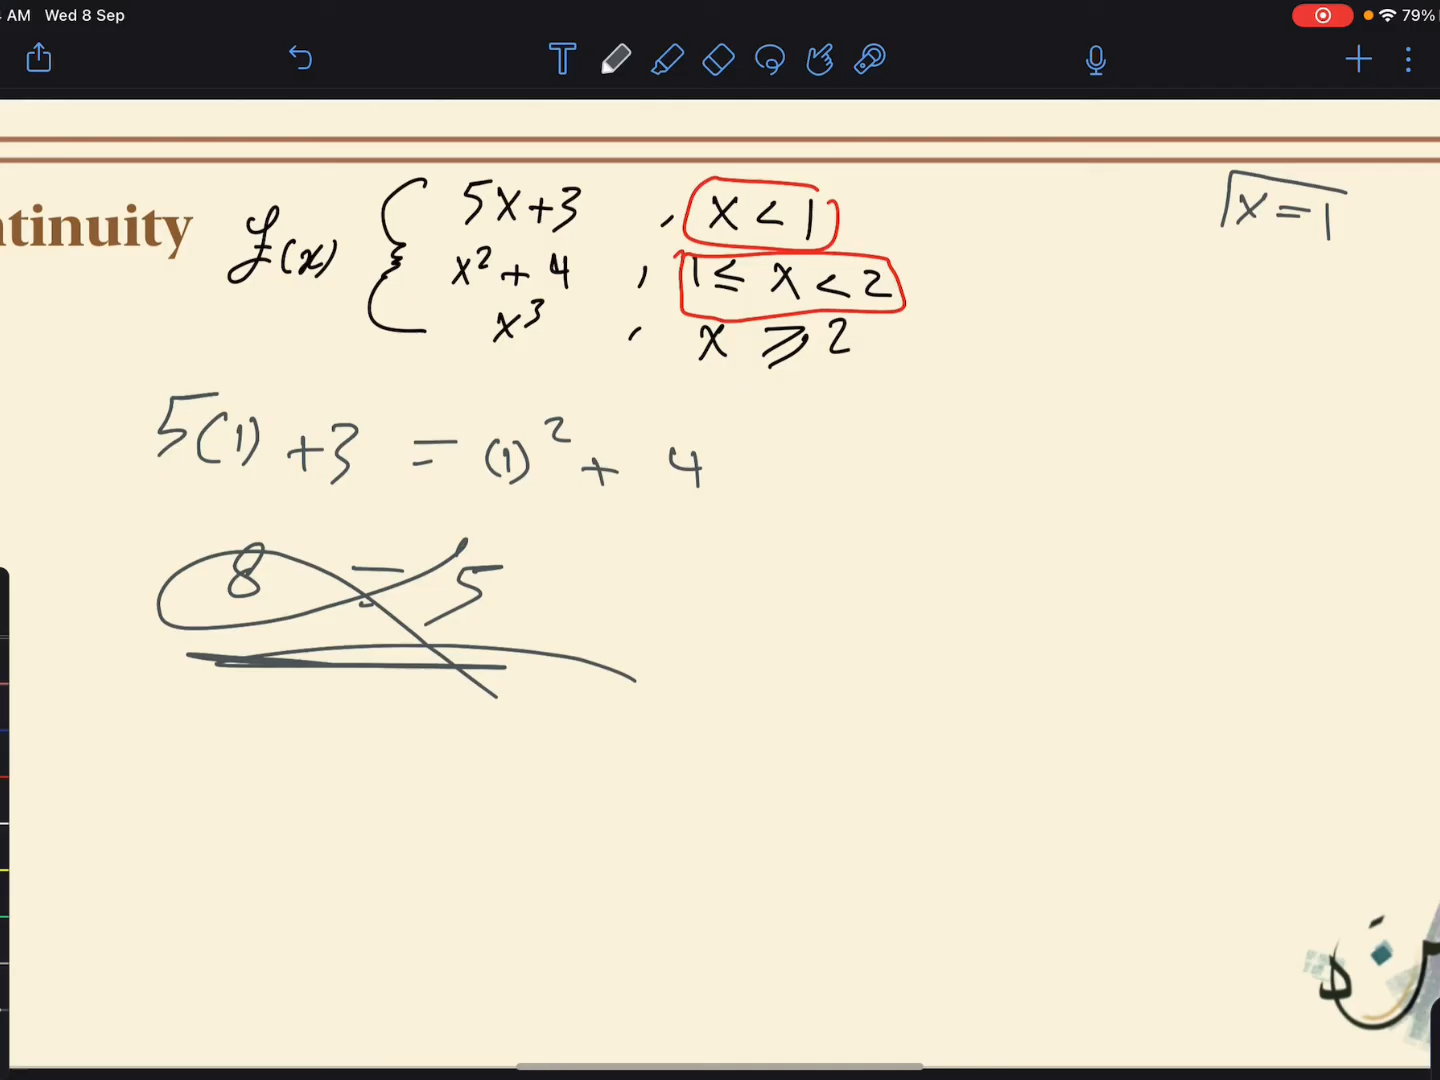 AM Wed 8 Sep 79%
ntinuity
f(x) { 5x+3 , x < 1
x² + 4 , 1 ≤ x < 2
x³ , x ⩾ 2
x = 1
5(1) + 3 = (1)² + 4
8 = 5